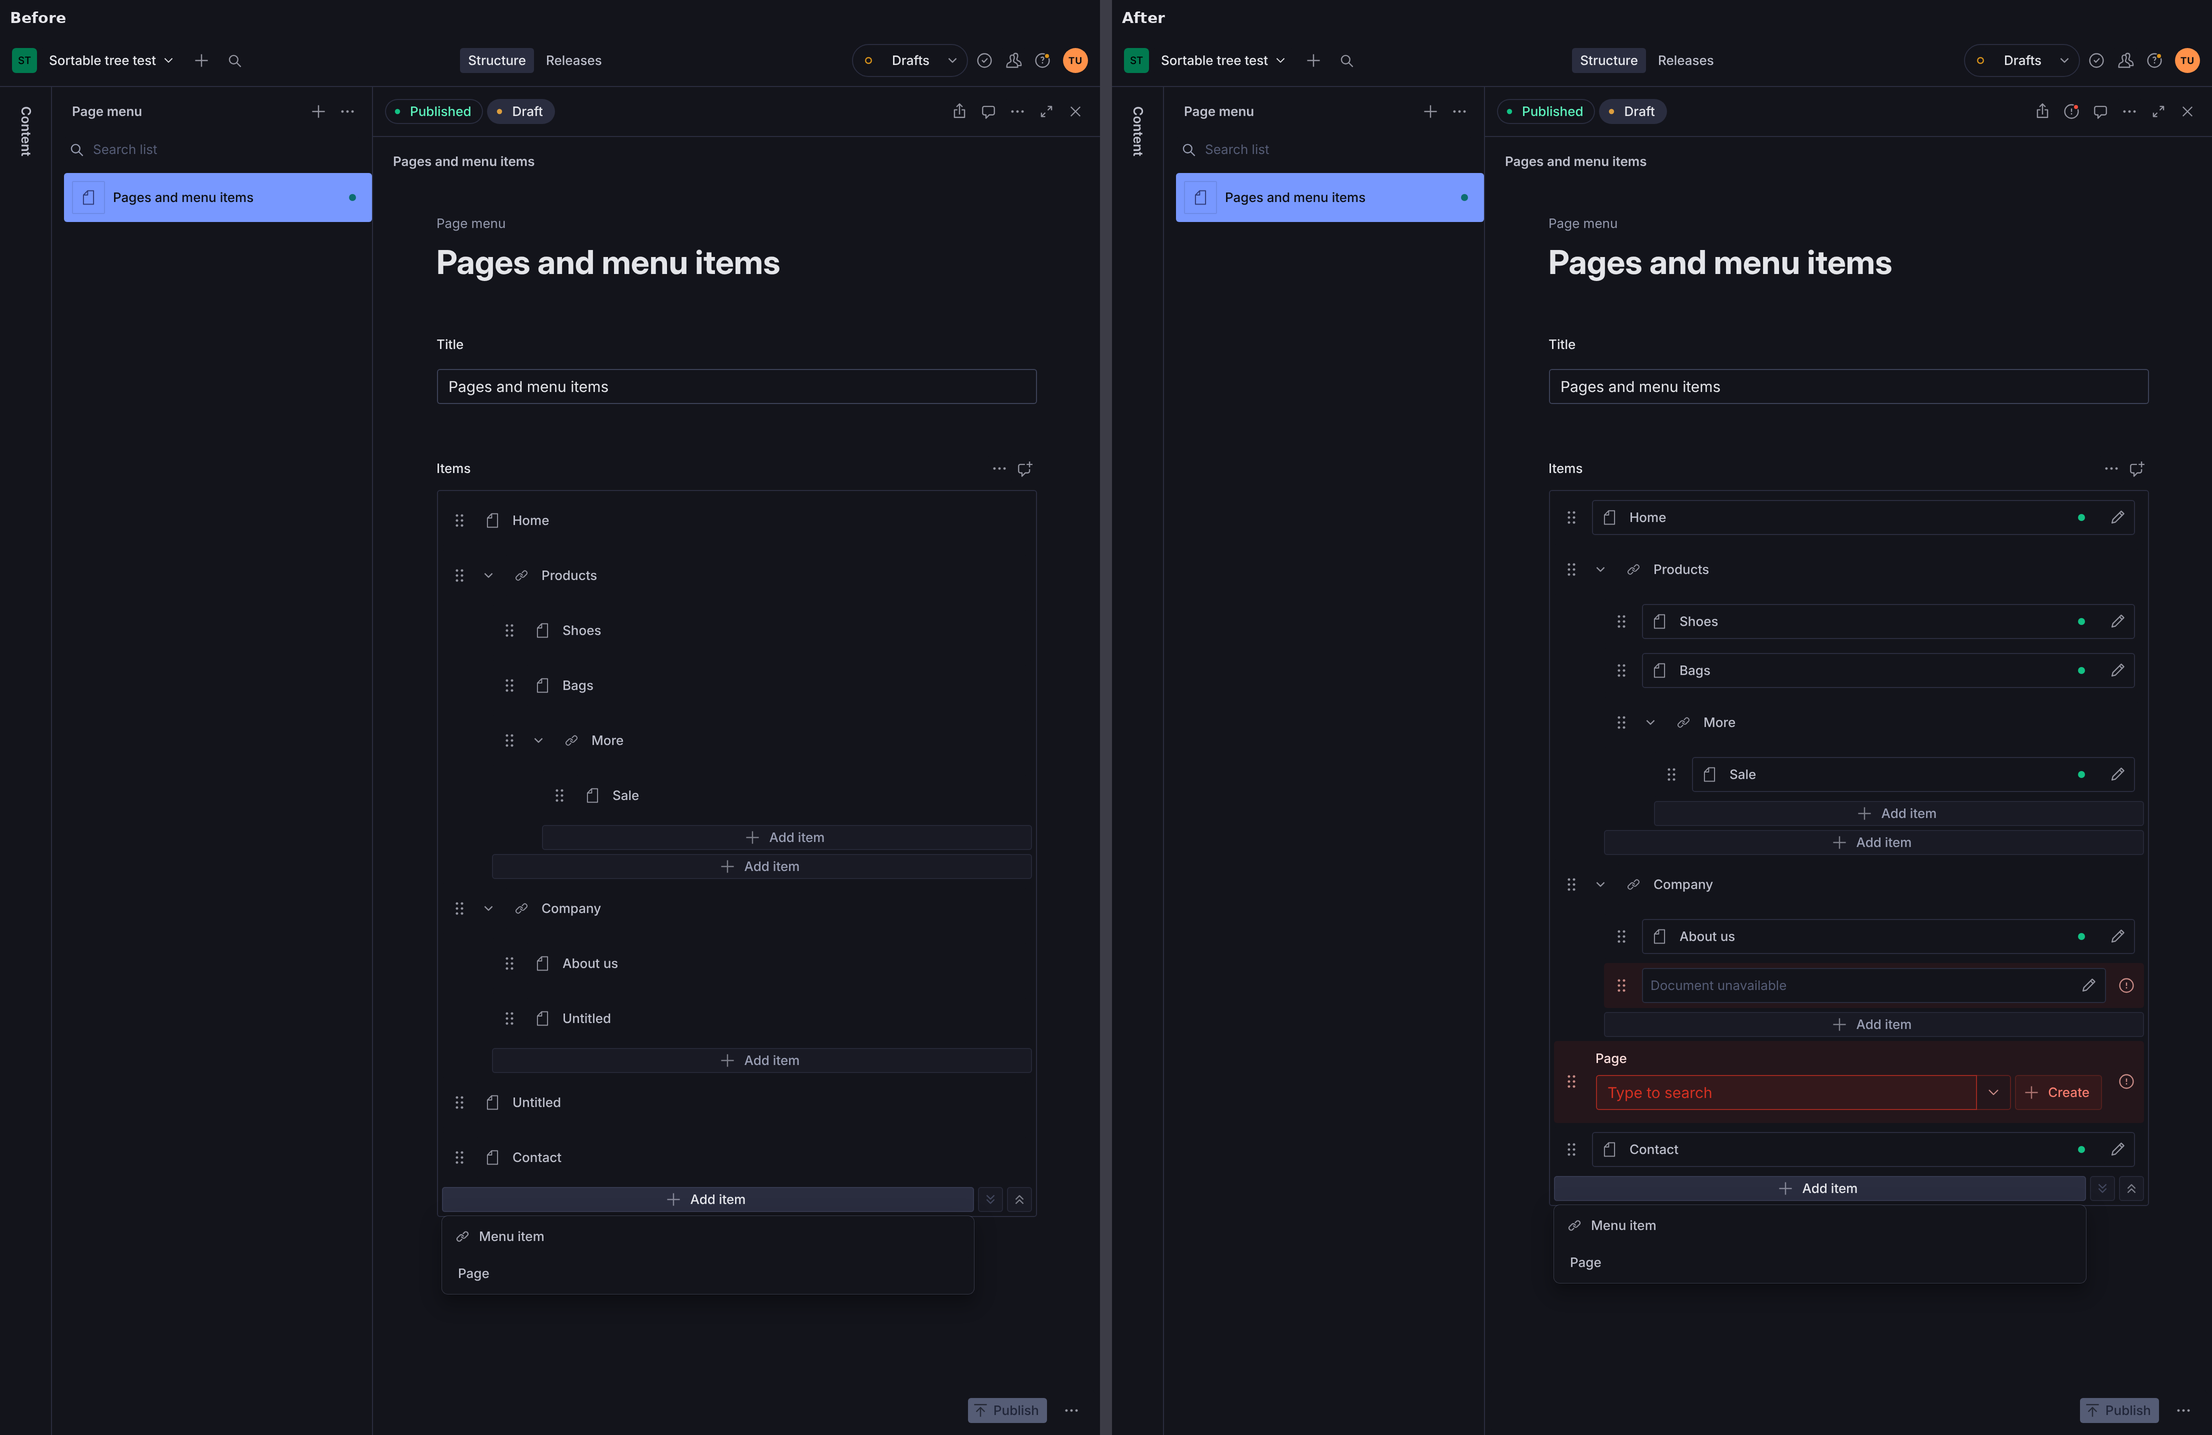 Before
ST Sortable tree test Structure Releases Drafts TU
Content
Page menu
Search list
Pages and menu items
Published Draft
Pages and menu items
Page menu
Pages and menu items
Title
Pages and menu items
Items
Home
Products
Shoes
Bags
More
Sale
Add item
Add item
Company
About us
Untitled
Add item
Untitled
Contact
Add item
Menu item
Page
Publish
After
ST Sortable tree test Structure Releases Drafts TU
Content
Page menu
Search list
Pages and menu items
Published Draft
Pages and menu items
Page menu
Pages and menu items
Title
Pages and menu items
Items
Home
Products
Shoes
Bags
More
Sale
Add item
Add item
Company
About us
Document unavailable
Add item
Page
Type to search Create
Contact
Add item
Menu item
Page
Publish